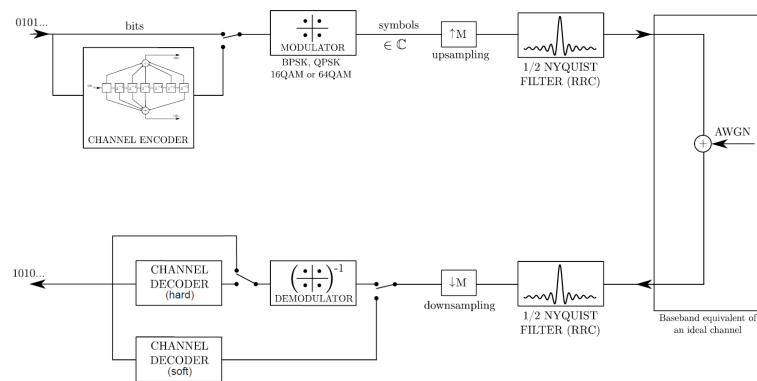 0101...
bits
CHANNEL ENCODER
MODULATOR
BPSK, QPSK
16QAM or 64QAM
symbols
∈ ℂ
↑M
upsampling
1/2 NYQUIST
FILTER (RRC)
+
AWGN
1010...
CHANNEL
DECODER
(hard)
( )-1
DEMODULATOR
↓M
downsampling
1/2 NYQUIST
FILTER (RRC)
Baseband equivalent of
an ideal channel
CHANNEL
DECODER
(soft)